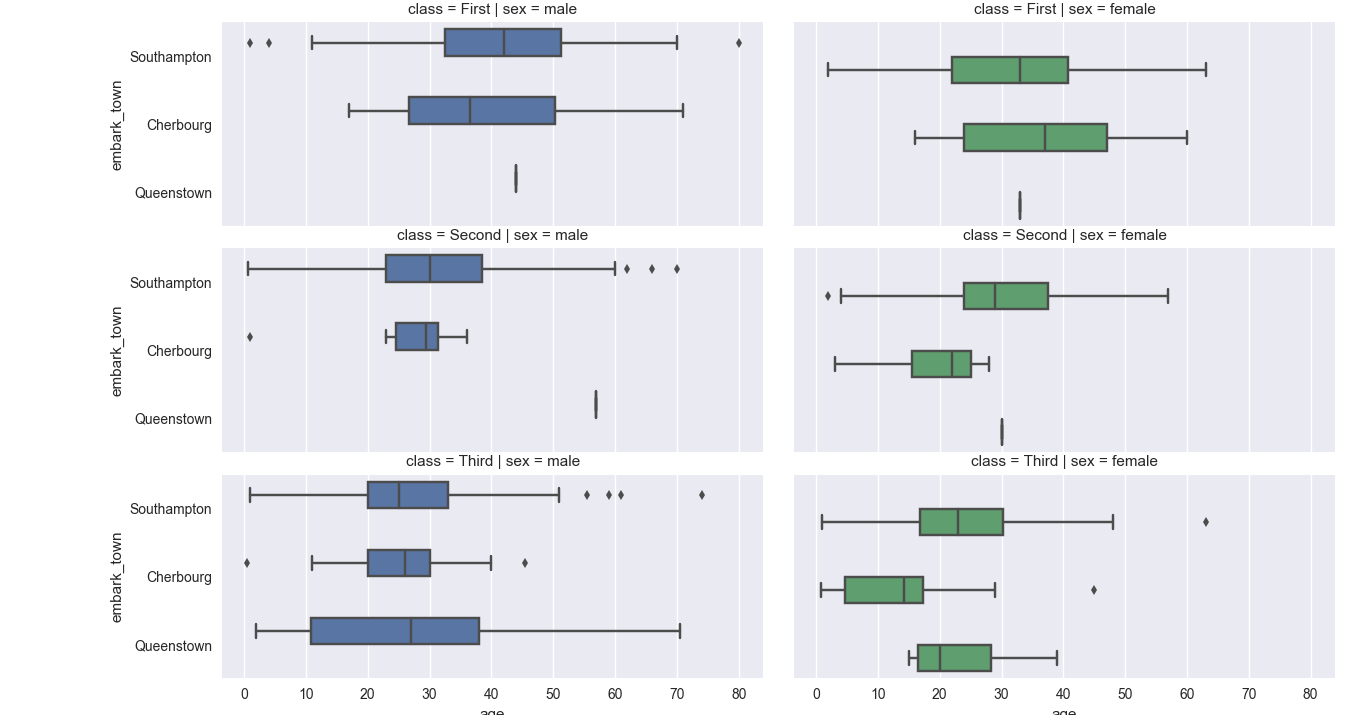 class = First | sex = male
class = First | sex = female
embark_town
Southampton
Cherbourg
Queenstown
class = Second | sex = male
class = Second | sex = female
embark_town
Southampton
Cherbourg
Queenstown
class = Third | sex = male
class = Third | sex = female
embark_town
Southampton
Cherbourg
Queenstown
0 10 20 30 40 50 60 70 80
0 10 20 30 40 50 60 70 80
age
age